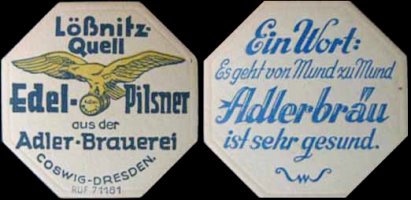 Lößnitz-
Quell
Edel-Pilsner
aus der
Adler-Brauerei
COSWIG-DRESDEN.
RUF 71161
Ein Wort:
Es geht von Mund zu Mund
Adlerbräu
ist sehr gesund.